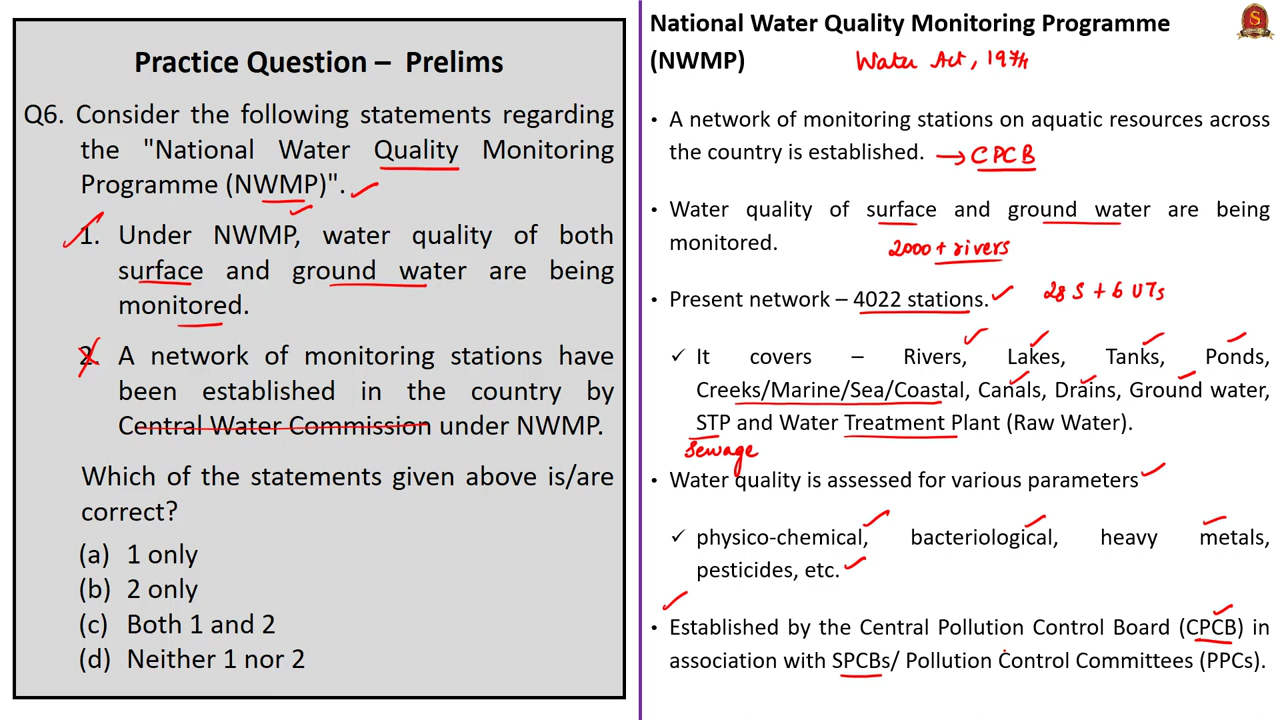 Practice Question – Prelims
Q6. Consider the following statements regarding
the "National Water Quality Monitoring
Programme (NWMP)".
1. Under NWMP, water quality of both
surface and ground water are being
monitored.
2. A network of monitoring stations have
been established in the country by
Central Water Commission under NWMP.
Which of the statements given above is/are
correct?
(a) 1 only
(b) 2 only
(c) Both 1 and 2
(d) Neither 1 nor 2
National Water Quality Monitoring Programme
(NWMP) Water Act, 1974
• A network of monitoring stations on aquatic resources across
the country is established. → CPCB
• Water quality of surface and ground water are being
monitored.
2000 + rivers
• Present network – 4022 stations. 28 S + 6 UTs
✓ It covers – Rivers, Lakes, Tanks, Ponds,
Creeks/Marine/Sea/Coastal, Canals, Drains, Ground water,
STP and Water Treatment Plant (Raw Water).
Sewage
• Water quality is assessed for various parameters
✓ physico-chemical, bacteriological, heavy metals,
pesticides, etc.
• Established by the Central Pollution Control Board (CPCB) in
association with SPCBs/ Pollution Control Committees (PPCs).